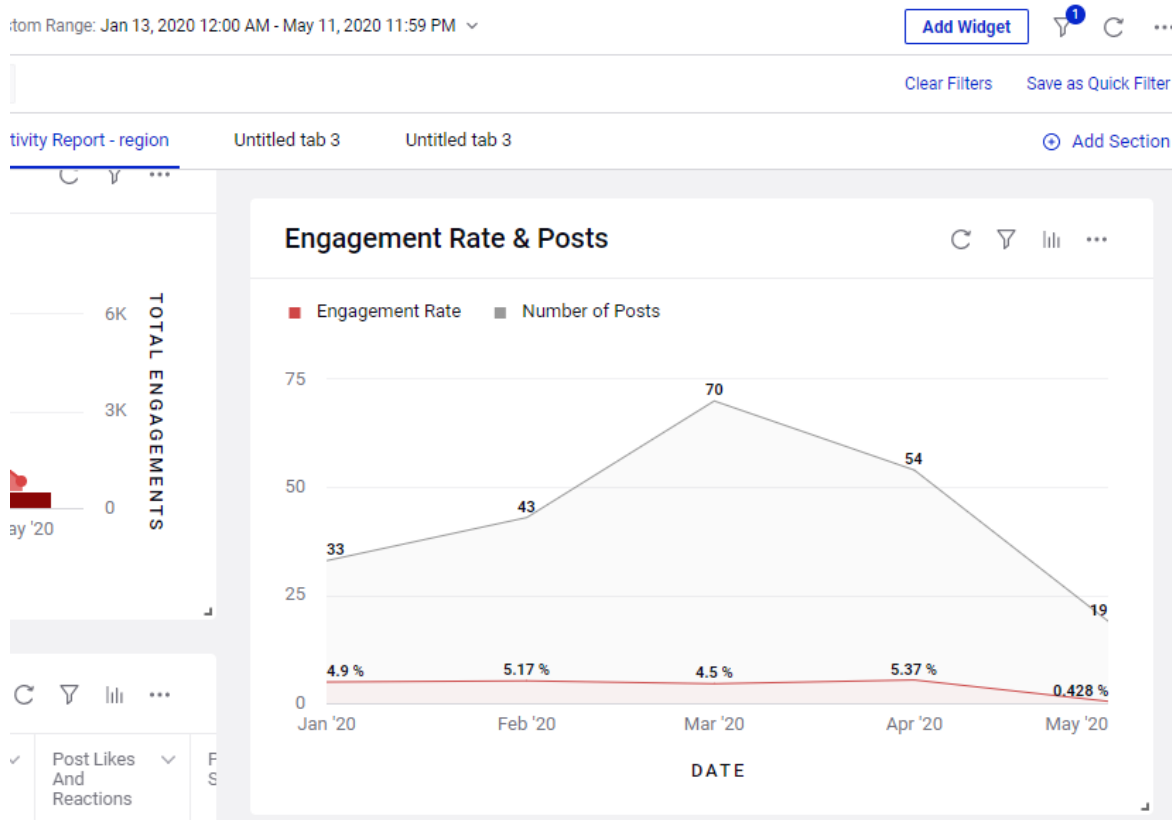 stom Range: Jan 13, 2020 12:00 AM - May 11, 2020 11:59 PM
Add Widget
1
Clear Filters
Save as Quick Filter
tivity Report - region
Untitled tab 3
Untitled tab 3
Add Section
6K
3K
0
TOTAL ENGAGEMENTS
ay '20
Engagement Rate & Posts
Engagement Rate
Number of Posts
75
50
25
0
33
43
70
54
19
4.9 %
5.17 %
4.5 %
5.37 %
0.428 %
Jan '20
Feb '20
Mar '20
Apr '20
May '20
DATE
Post Likes
And
Reactions
F
S